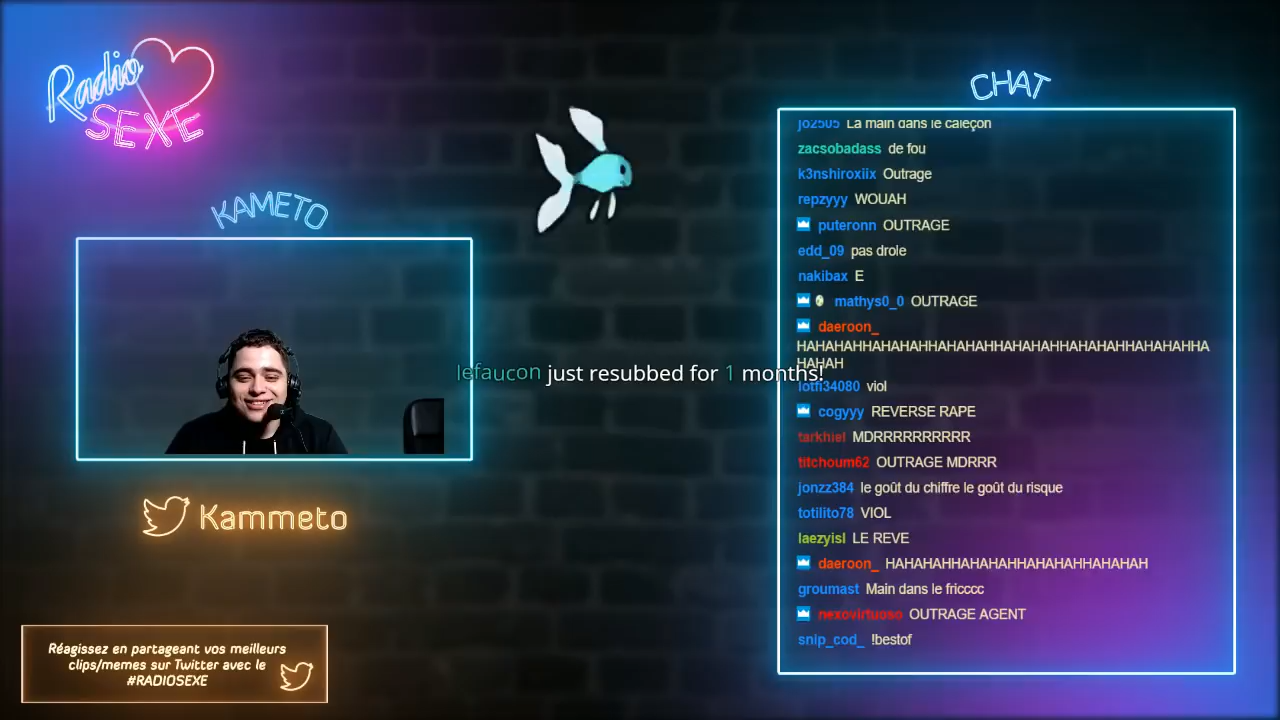 Radio
SEXE
KAMETO
Kammeto
Réagissez en partageant vos meilleurs
clips/memes sur Twitter avec le
#RADIOSEXE
lefaucon just resubbed for 1 months!
CHAT
jo2505 La main dans le caleçon
zacsobadass de fou
k3nshiroxiix Outrage
repzyyy WOUAH
puteronn OUTRAGE
edd_09 pas drole
nakibax E
mathys0_0 OUTRAGE
daeroon_
HAHAHAHHAHAHAHHAHAHAHHAHAHAHHAHAHAHHAHAHAHHA
HAHAH
lotfi34080 viol
cogyyy REVERSE RAPE
tarkhiel MDRRRRRRRRRR
titchoum62 OUTRAGE MDRRR
jonzz384 le goût du chiffre le goût du risque
totilito78 VIOL
laezyisl LE REVE
daeroon_ HAHAHAHHAHAHAHHAHAHAHHAHAHAH
groumast Main dans le fricccc
nexovirtuoso OUTRAGE AGENT
snip_cod_ !bestof